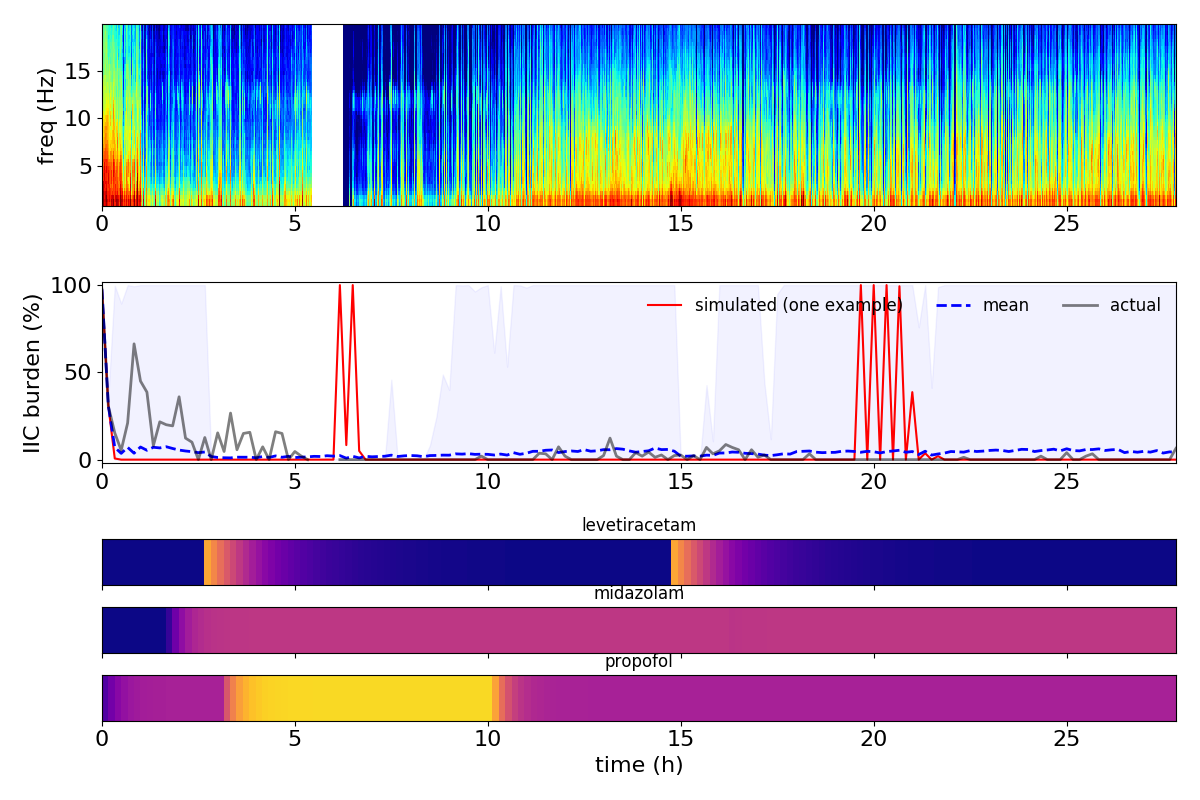 freq (Hz)
15
10
5
0 5 10 15 20 25
IIC burden (%)
100
50
0
simulated (one example) mean actual
0 5 10 15 20 25
levetiracetam
midazolam
propofol
0 5 10 15 20 25
time (h)